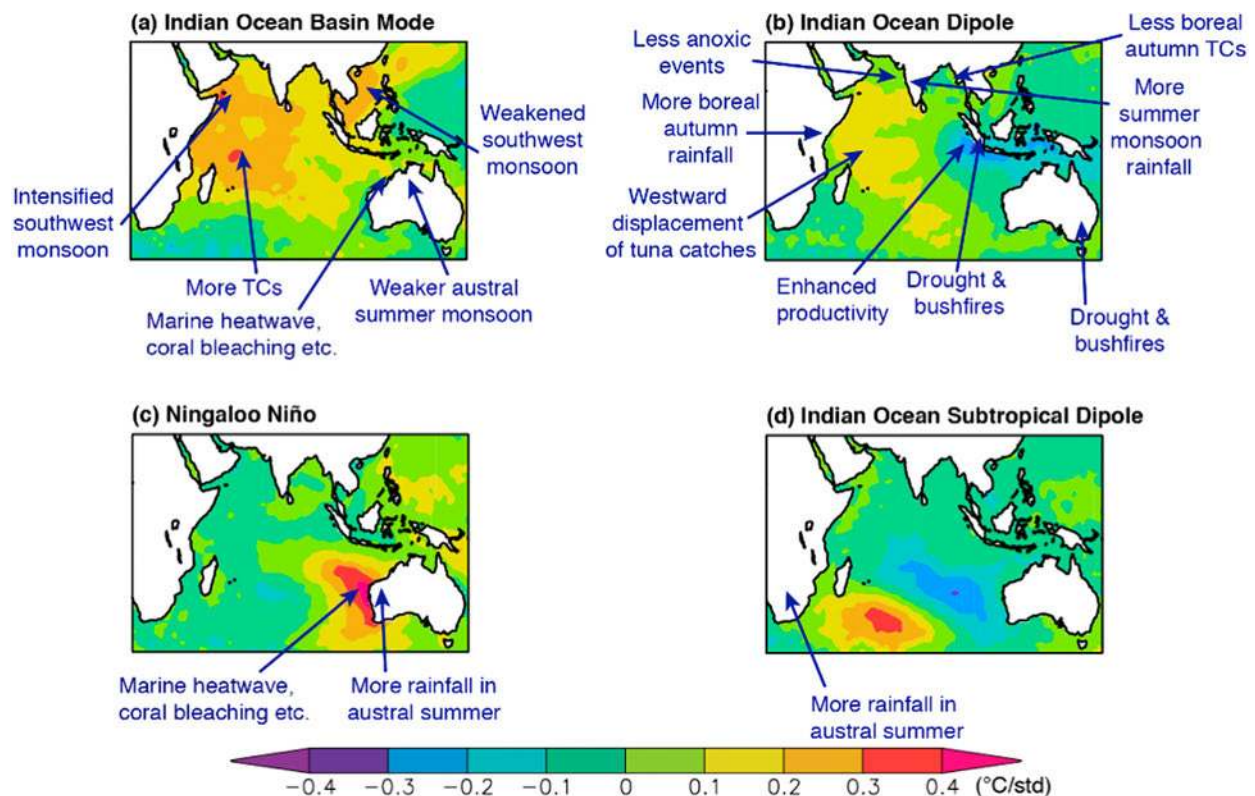 (a) Indian Ocean Basin Mode
Weakened
southwest
monsoon
Intensified
southwest
monsoon
More TCs
Marine heatwave,
coral bleaching etc.
Weaker austral
summer monsoon
(b) Indian Ocean Dipole
Less anoxic
events
Less boreal
autumn TCs
More boreal
autumn
rainfall
More
summer
monsoon
rainfall
Westward
displacement
of tuna catches
Enhanced
productivity
Drought &
bushfires
Drought &
bushfires
(c) Ningaloo Niño
Marine heatwave,
coral bleaching etc.
More rainfall in
austral summer
(d) Indian Ocean Subtropical Dipole
More rainfall in
austral summer
−0.4 −0.3 −0.2 −0.1 0 0.1 0.2 0.3 0.4 (°C/std)